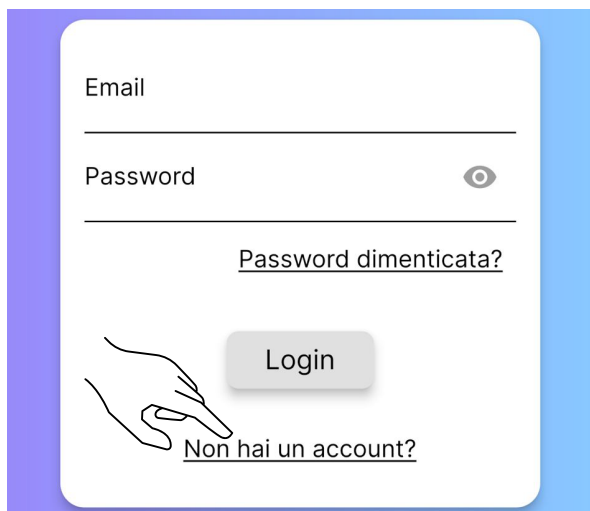 Email
Password
Password dimenticata?
Login
Non hai un account?